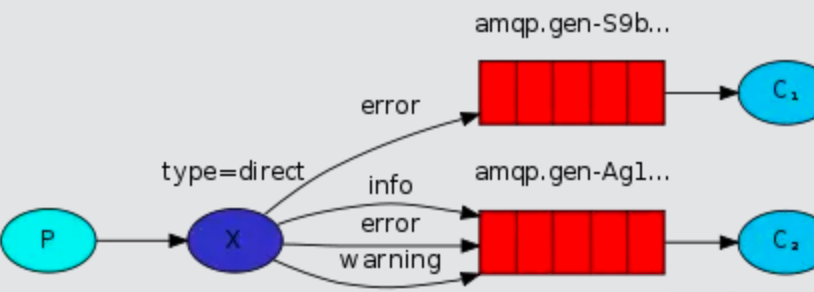 amqp.gen-S9b...
error
C₁
type=direct
info
amqp.gen-Ag1...
error
P
X
warning
C₂